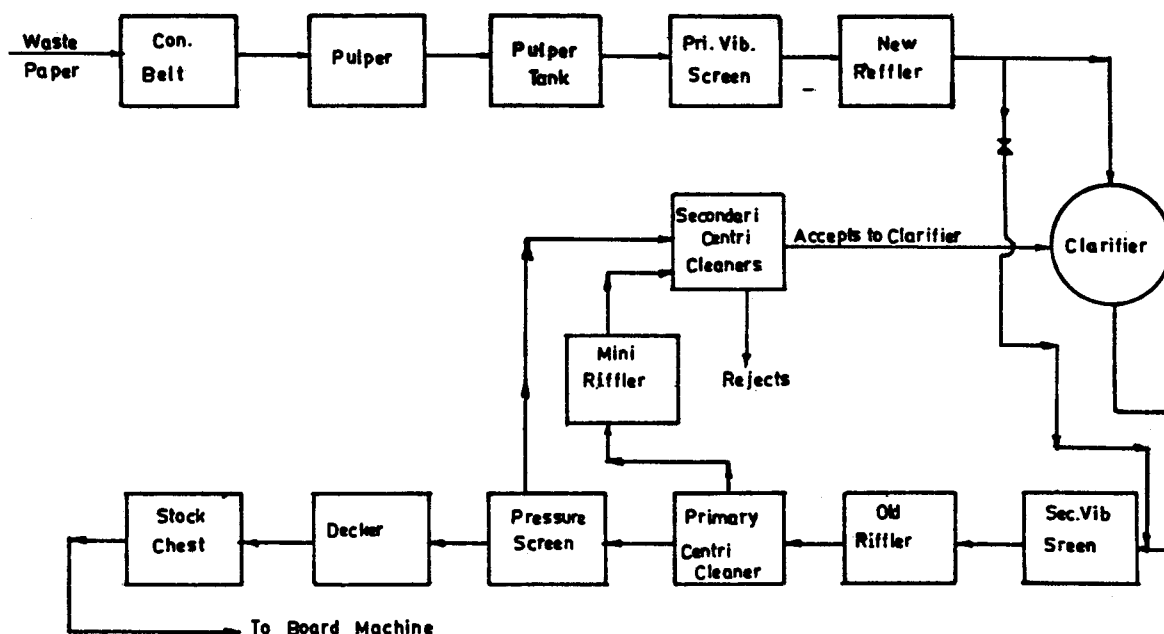 Waste
Paper
Con.
Belt
Pulper
Pulper
Tank
Pri. Vib.
Screen
New
Reffler
Secondari
Centri
Cleaners
Accepts to Clarifier
Clarifier
Mini
Riffler
Rejects
Stock
Chest
Decker
Pressure
Screen
Primary
Centri
Cleaner
Old
Riffler
Sec.Vib
Sreen
To Board Machine